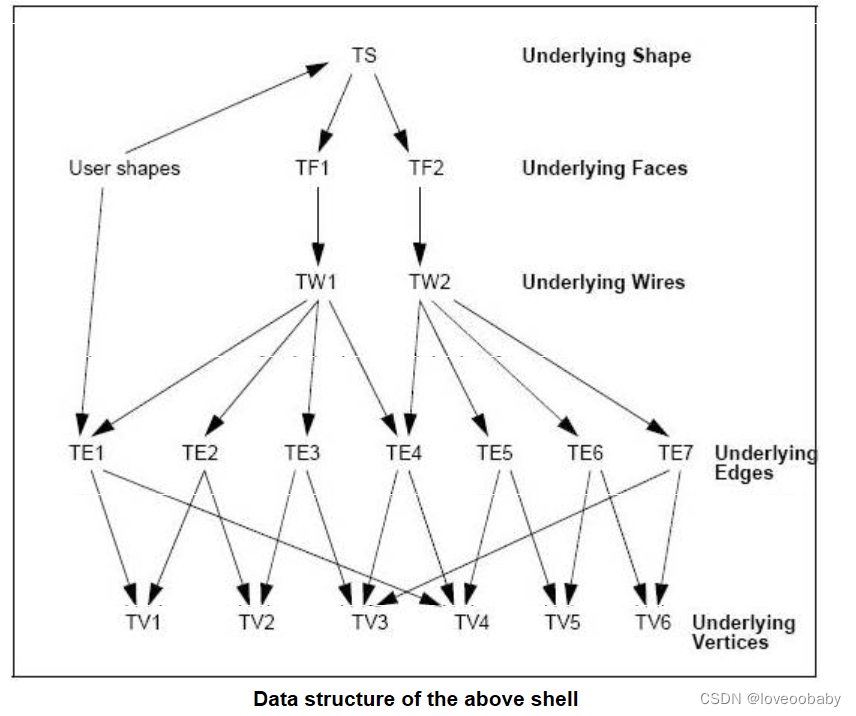 TS Underlying Shape
User shapes TF1 TF2 Underlying Faces
TW1 TW2 Underlying Wires
TE1 TE2 TE3 TE4 TE5 TE6 TE7 Underlying
Edges
TV1 TV2 TV3 TV4 TV5 TV6 Underlying
Vertices
Data structure of the above shell
CSDN @loveoobaby